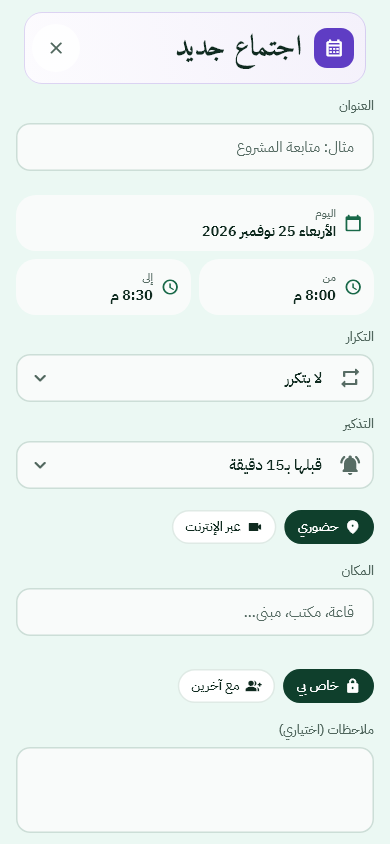 اجتماع جديد
العنوان
مثال: متابعة المشروع
اليوم
الأربعاء 25 نوفمبر 2026
من
8:00 م
إلى
8:30 م
التكرار
لا يتكرر
التذكير
قبلها بـ15 دقيقة
حضوري
عبر الإنترنت
المكان
قاعة، مكتب، مبنى...
خاص بي
مع آخرين
ملاحظات (اختياري)